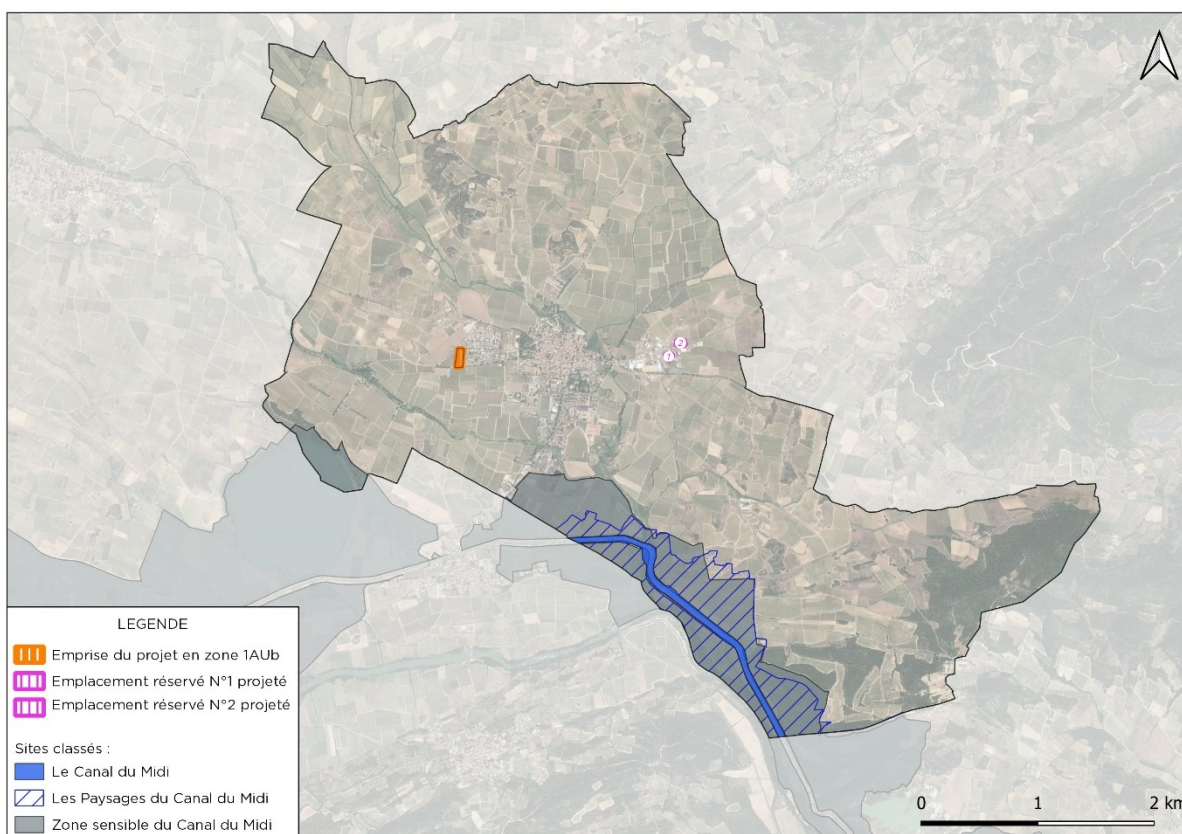 2
1
LEGENDE
Emprise du projet en zone 1AUb
Emplacement réservé N°1 projeté
Emplacement réservé N°2 projeté
Sites classés :
Le Canal du Midi
Les Paysages du Canal du Midi
Zone sensible du Canal du Midi
0 1 2 km